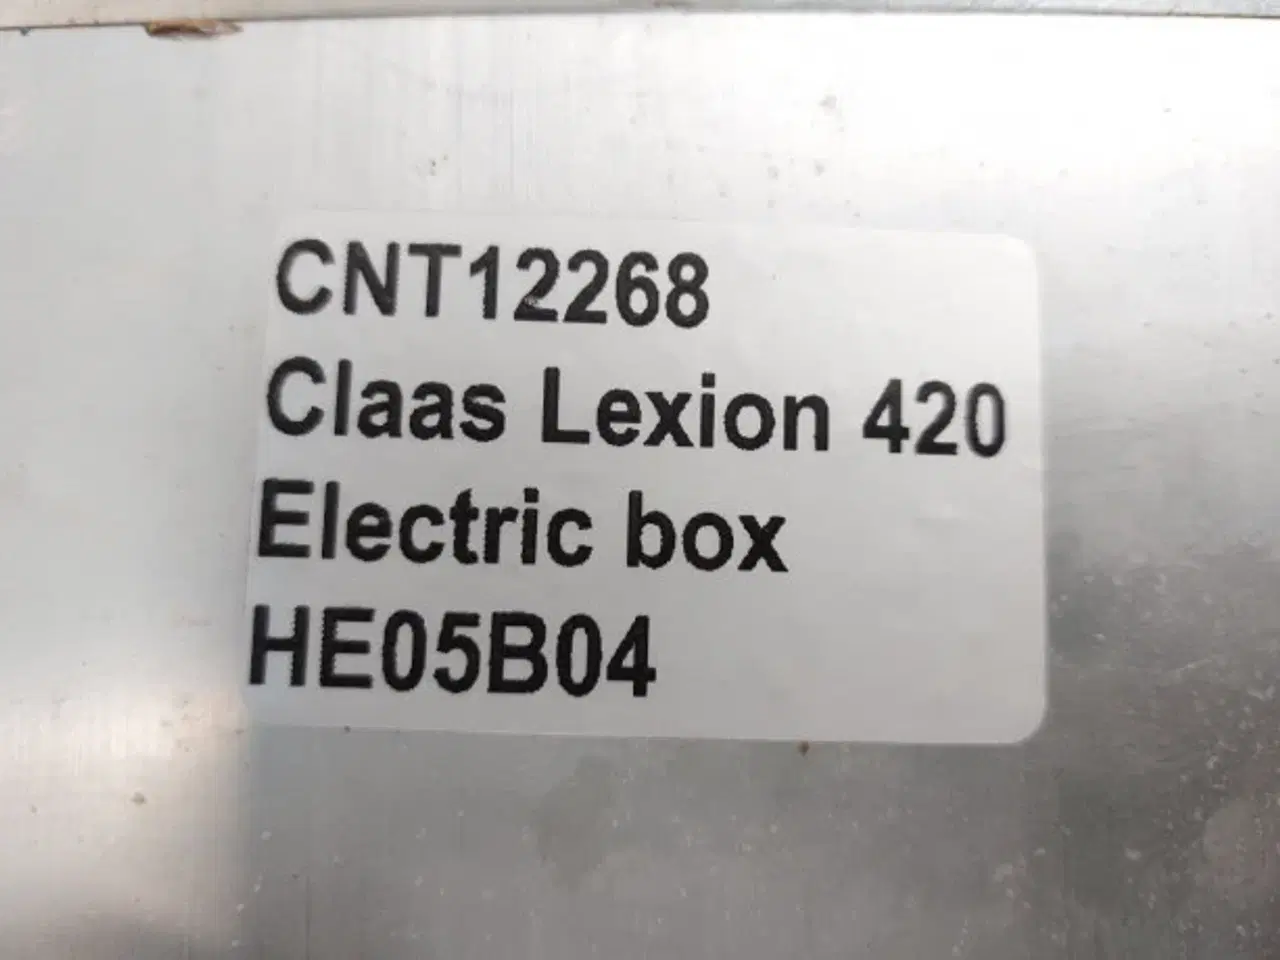 CNT12268
Claas Lexion 420
Electric box
HE05B04